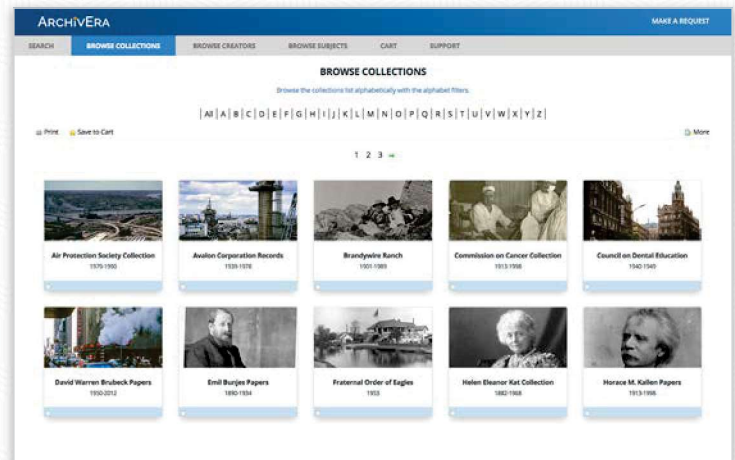 ARCHIVERA
MAKE A REQUEST
SEARCH BROWSE COLLECTIONS BROWSE CREATORS BROWSE SUBJECTS CART SUPPORT
BROWSE COLLECTIONS
Browse the collections list alphabetically with the alphabet filters.
| All | A | B | C | D | E | F | G | H | I | J | K | L | M | N | O | P | Q | R | S | T | U | V | W | X | Y | Z |
Print Save to Cart More
1 2 3
Air Protection Society Collection
1979-1990
Avalon Corporation Records
1939-1978
Brandywire Ranch
1901-1989
Commission on Cancer Collection
1913-1998
Council on Dental Education
1940-1949
David Warren Brubeck Papers
1950-2012
Emil Bunjes Papers
1890-1934
Fraternal Order of Eagles
1953
Helen Eleanor Kat Collection
1882-1968
Horace M. Kallen Papers
1913-1998